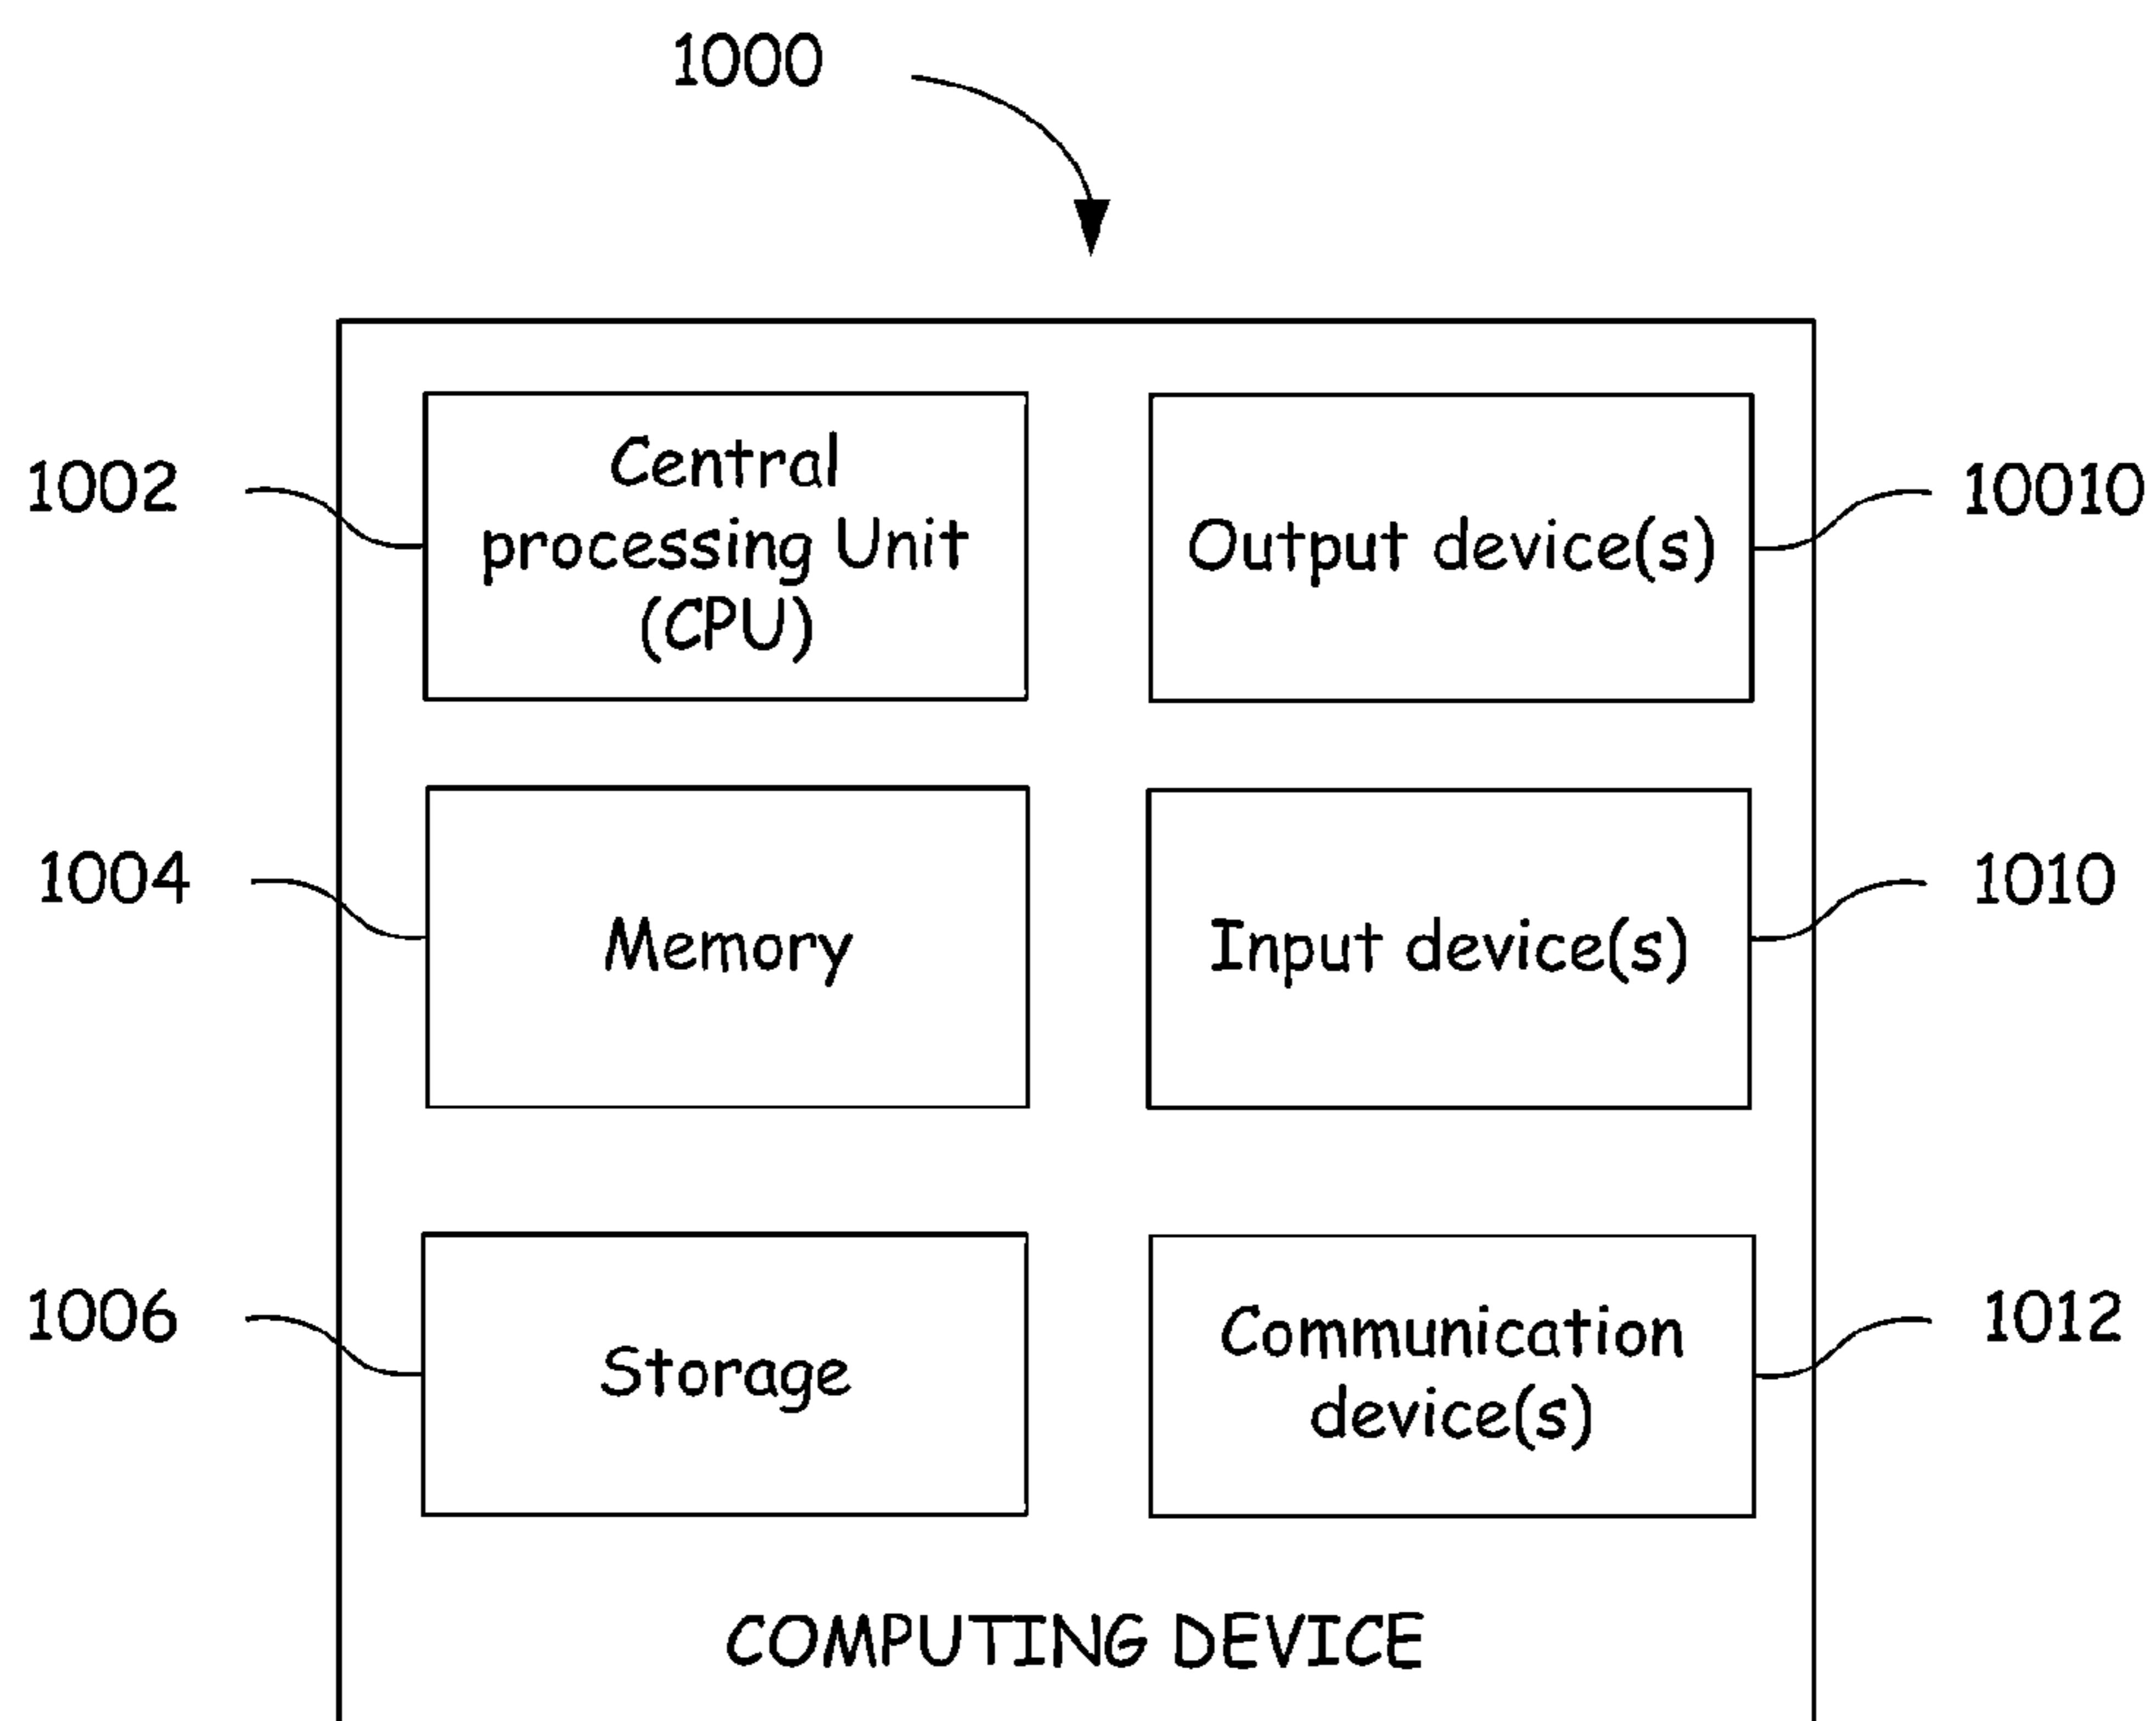 1000
1002
Central
processing Unit
(CPU)
Output device(s)
10010
1004
Memory
Input device(s)
1010
1006
Storage
Communication
device(s)
1012
COMPUTING DEVICE